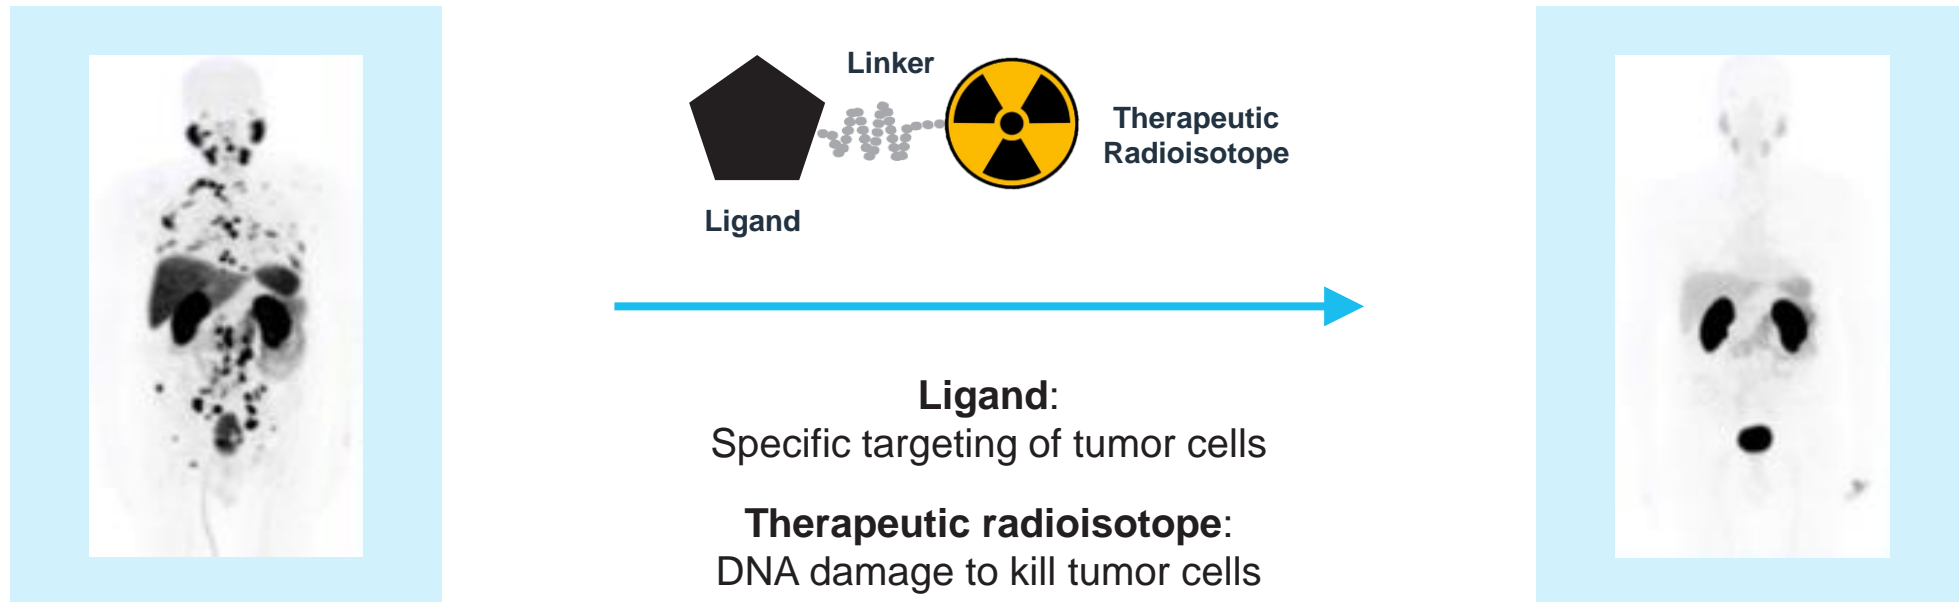 Linker
Therapeutic
Radioisotope
Ligand
Ligand:
Specific targeting of tumor cells
Therapeutic radioisotope:
DNA damage to kill tumor cells